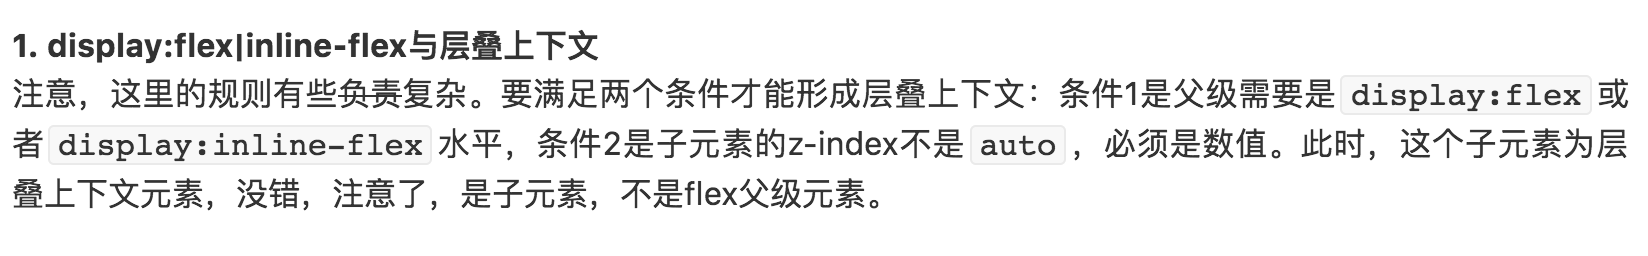 1. display:flex|inline-flex与层叠上下文
注意，这里的规则有些负责复杂。要满足两个条件才能形成层叠上下文：条件1是父级需要是 display:flex 或
者 display:inline-flex 水平，条件2是子元素的z-index不是 auto ，必须是数值。此时，这个子元素为层
叠上下文元素，没错，注意了，是子元素，不是flex父级元素。